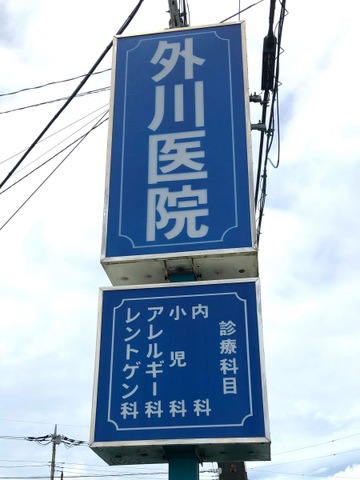 外川医院
診療科目
内科
小児科
アレルギー科
レントゲン科